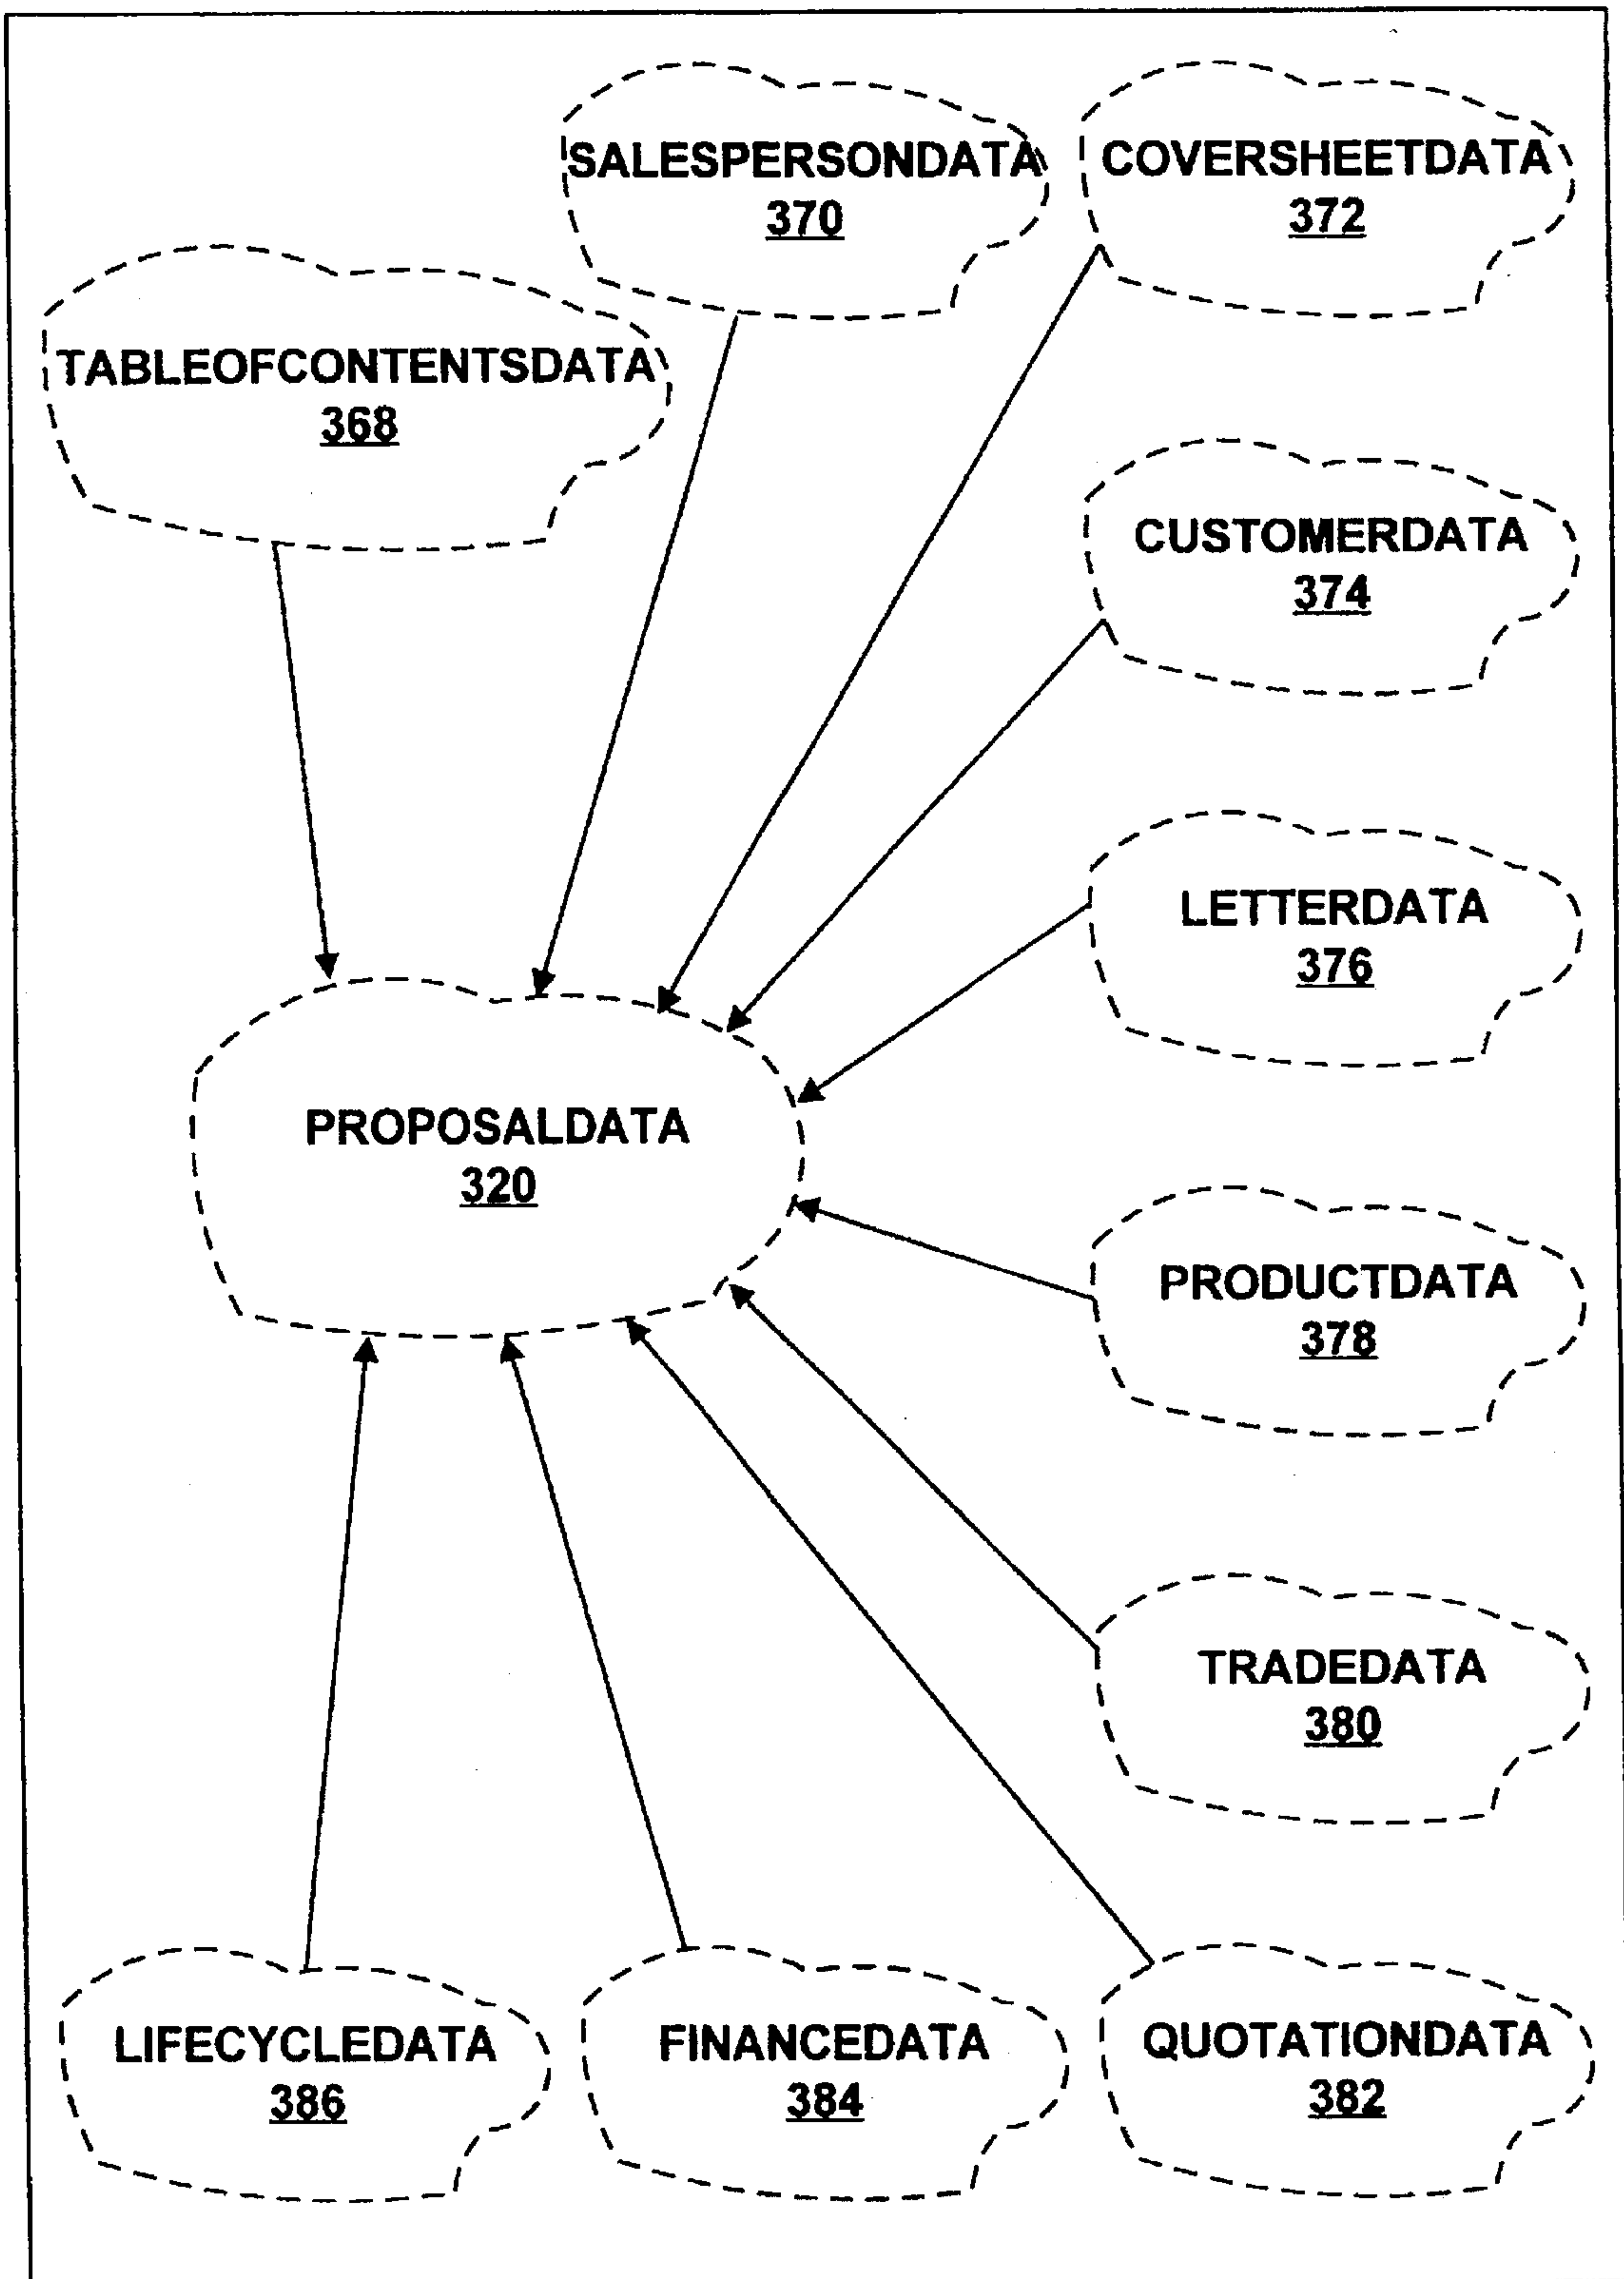 SALESPERSONDATA
370
COVERSHEETDATA
372
TABLEOFCONTENTSDATA
368
CUSTOMERDATA
374
LETTERDATA
376
PROPOSALDATA
320
PRODUCTDATA
378
TRADEDATA
380
LIFECYCLEDATA
386
FINANCEDATA
384
QUOTATIONDATA
382